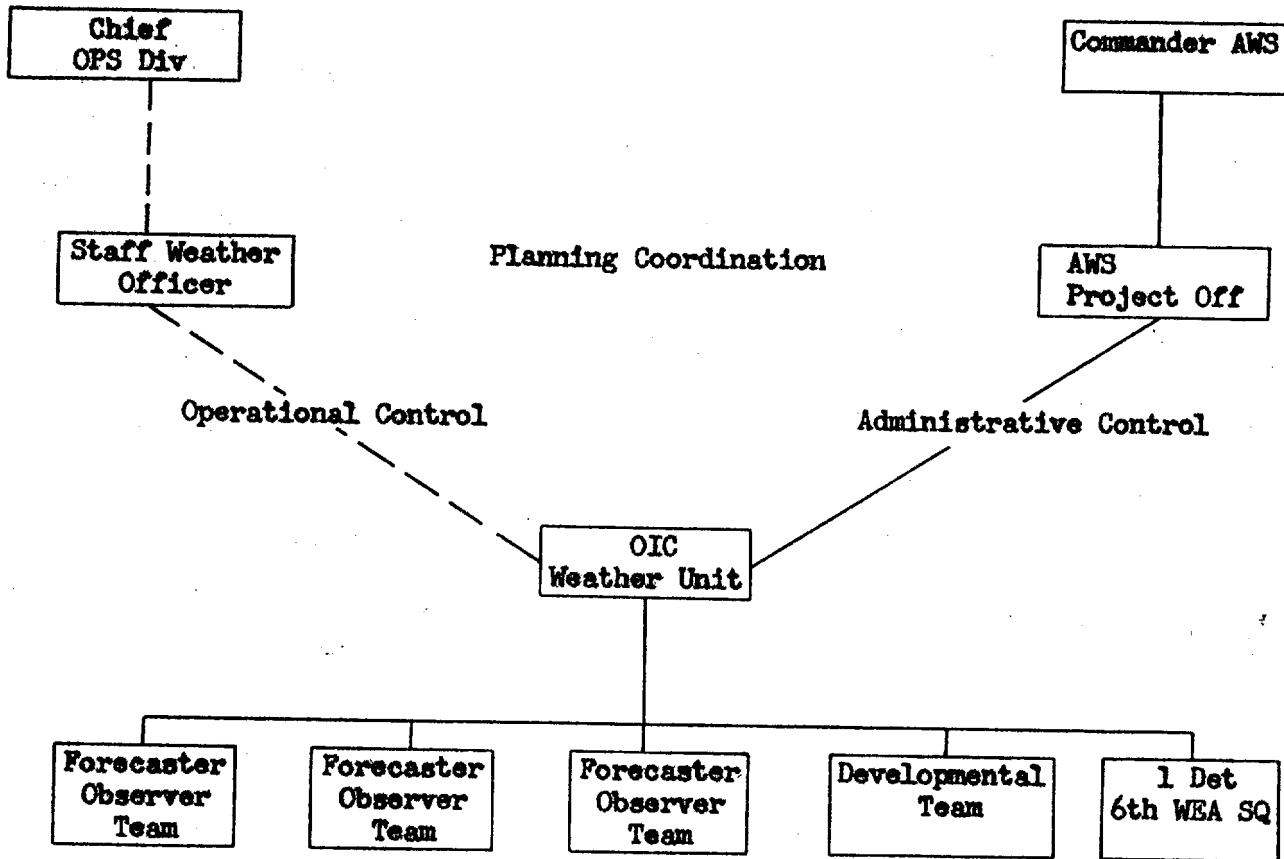 Chief
OPS Div
Commander AWS
Staff Weather
Officer
Planning Coordination
AWS
Project Off
Operational Control
Administrative Control
OIC
Weather Unit
Forecaster
Observer
Team
Forecaster
Observer
Team
Forecaster
Observer
Team
Developmental
Team
1 Det
6th WEA SQ